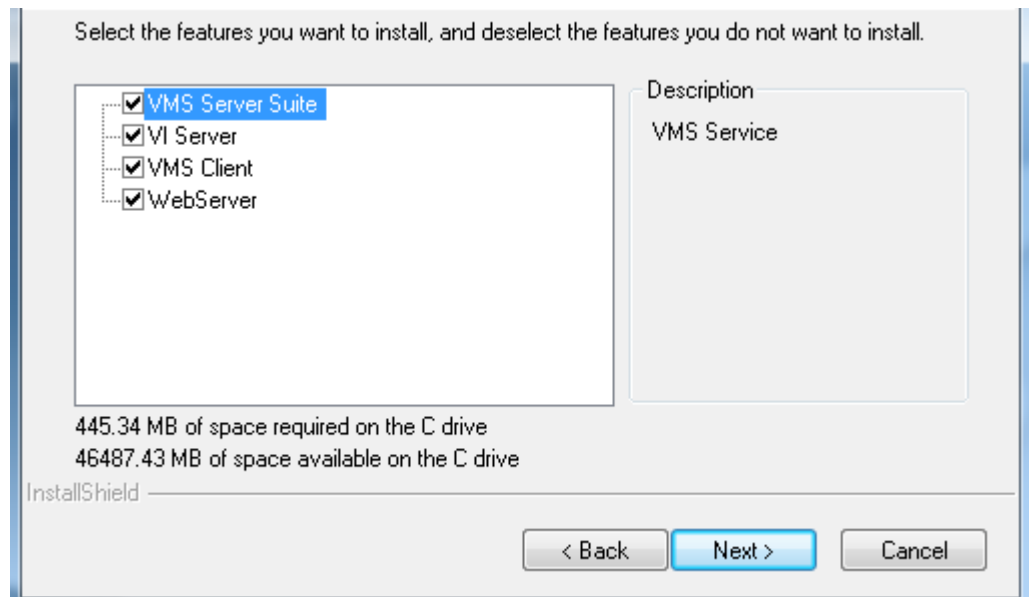 Select the features you want to install, and deselect the features you do not want to install.
VMS Server Suite
VI Server
VMS Client
WebServer
Description
VMS Service
445.34 MB of space required on the C drive
46487.43 MB of space available on the C drive
InstallShield
< Back
Next >
Cancel